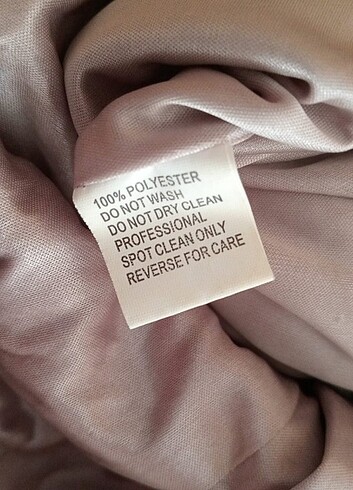 100% POLYESTER
DO NOT WASH
DO NOT DRY CLEAN
PROFESSIONAL
SPOT CLEAN ONLY
REVERSE FOR CARE